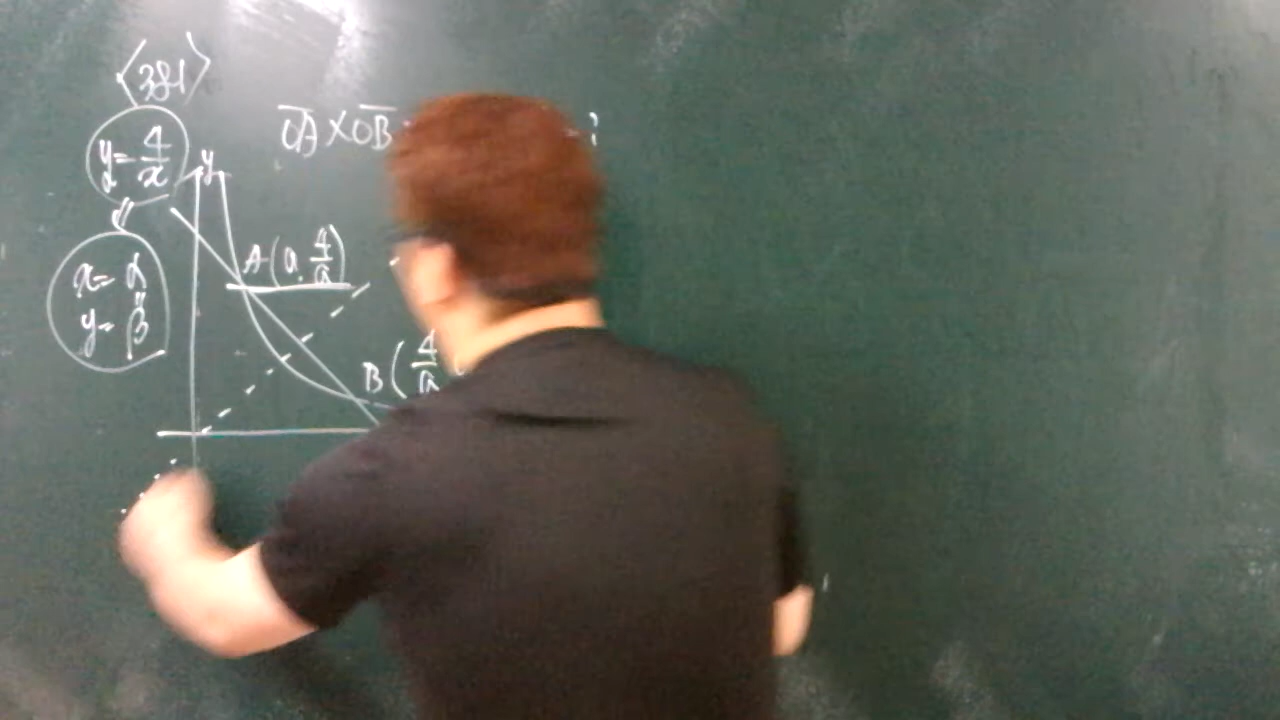 <381>
OA × OB
y = 4/x
y
A(a, 4/a)
x = α
y = β
B(4/a